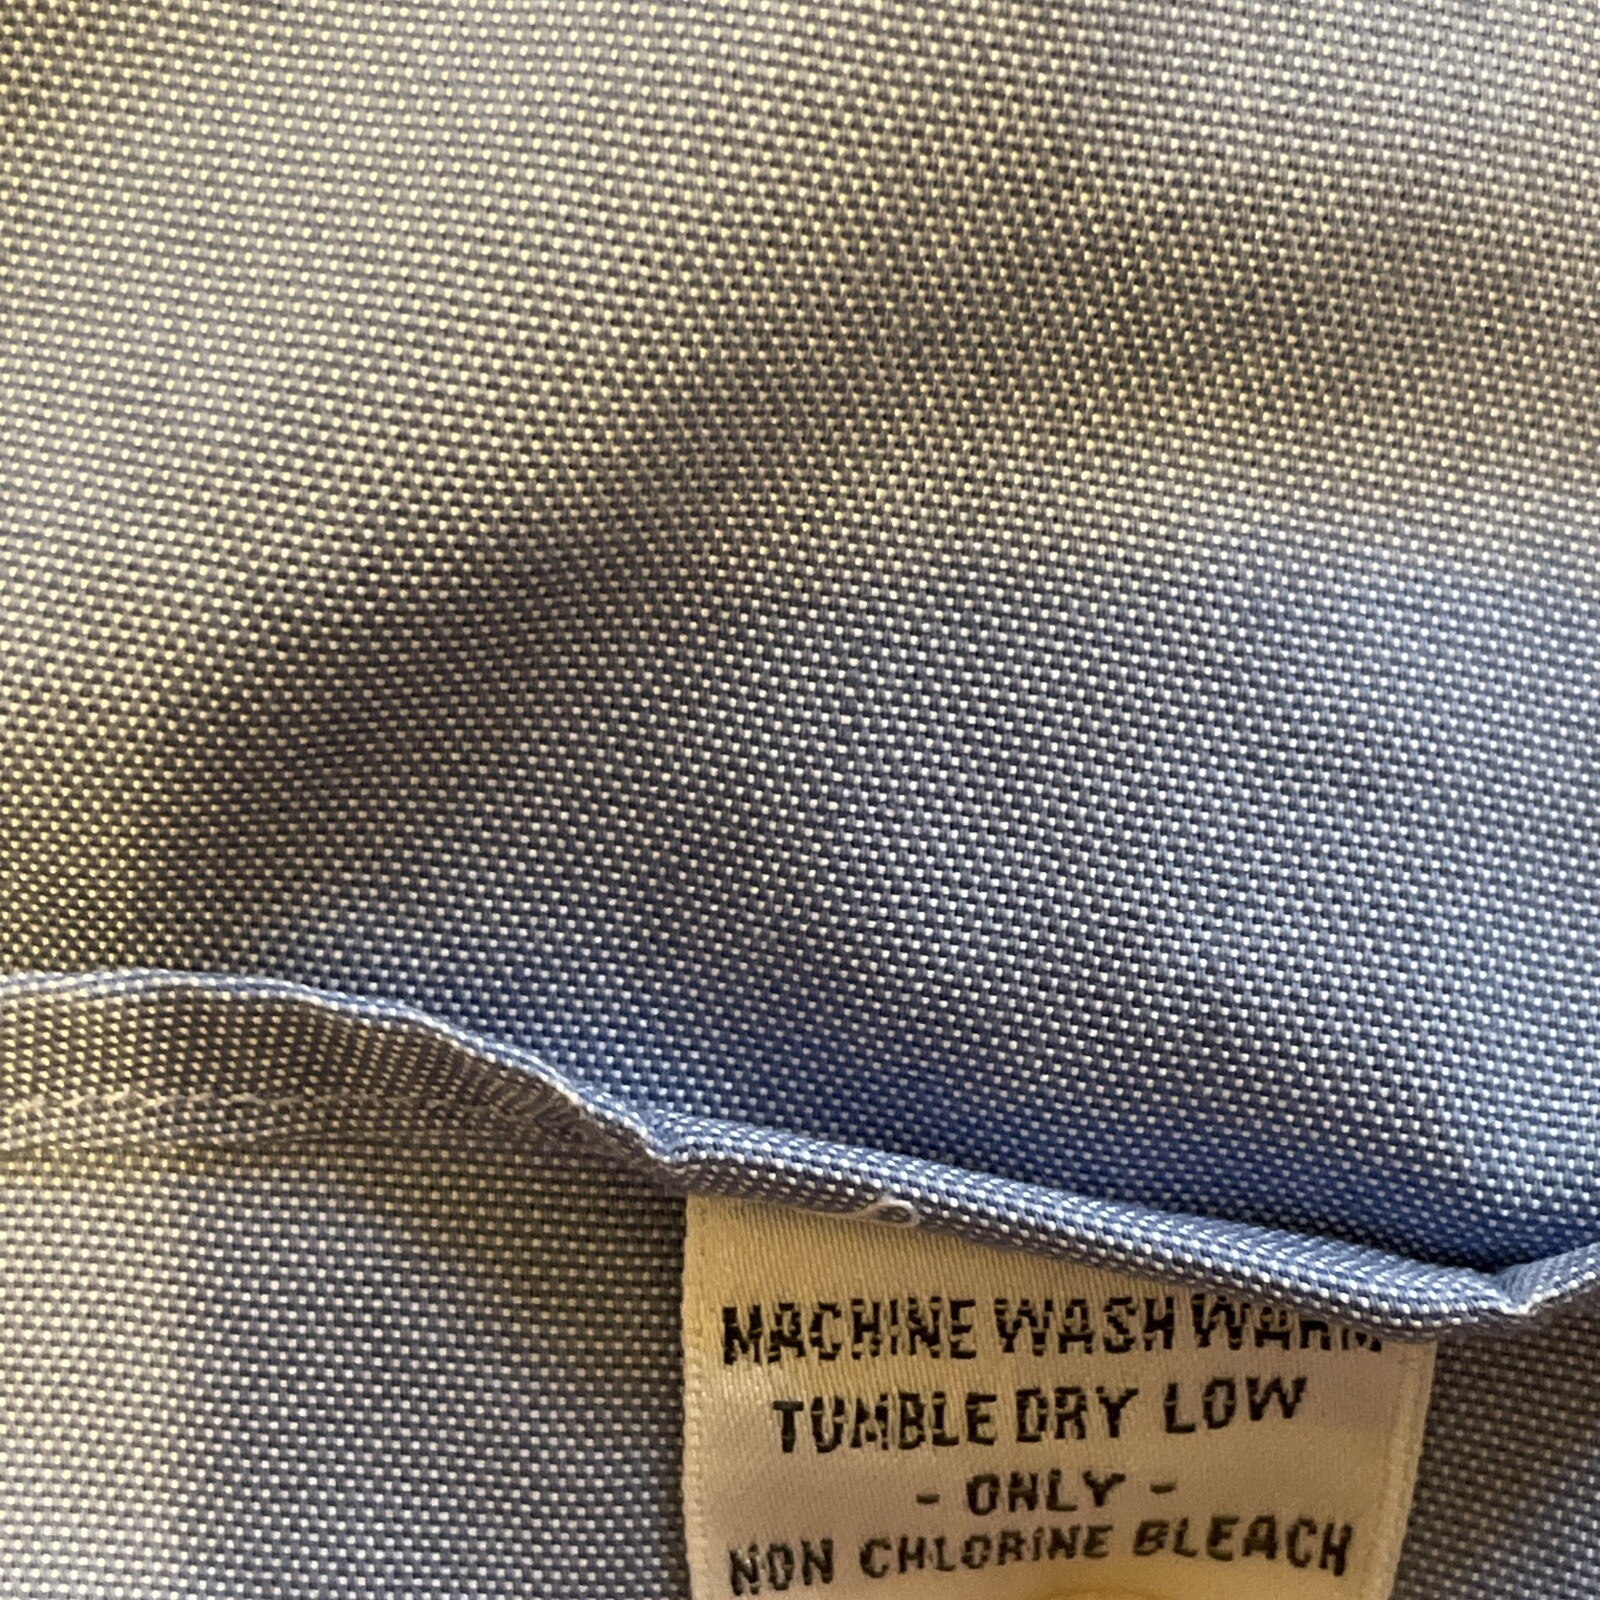 MACHINE WASH WARM
TUMBLE DRY LOW
- ONLY -
NON CHLORINE BLEACH